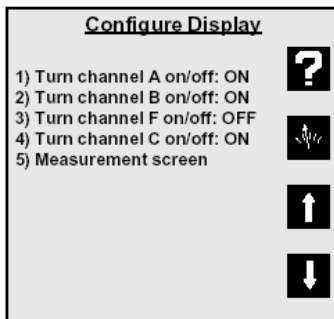 Configure Display
1) Turn channel A on/off: ON
2) Turn channel B on/off: ON
3) Turn channel F on/off: OFF
4) Turn channel C on/off: ON
5) Measurement screen
?